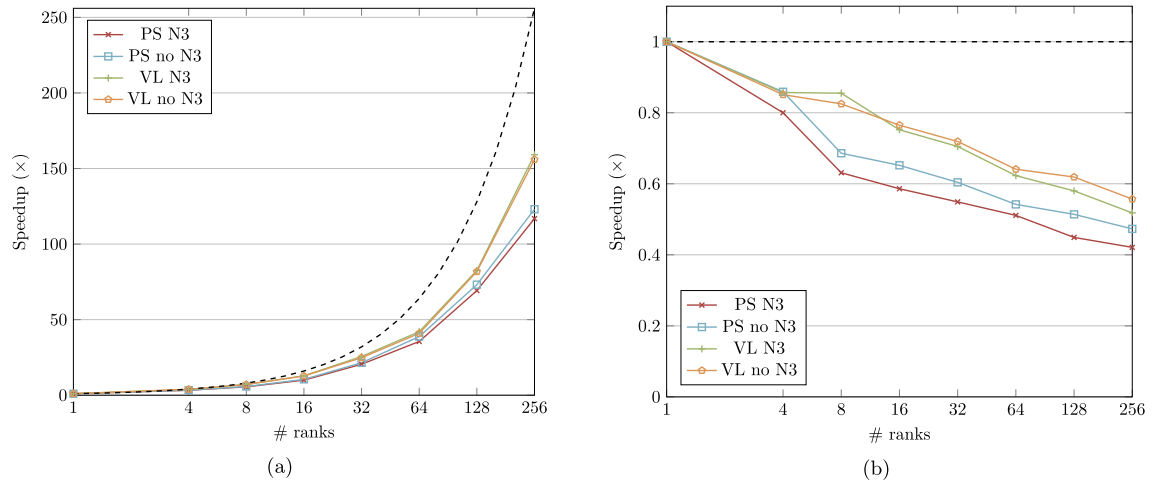 250
200
150
100
50
0
Speedup (×)
PS N3
PS no N3
VL N3
VL no N3
1 4 8 16 32 64 128 256
# ranks
(a)
1
0.8
0.6
0.4
0.2
0
Speedup (×)
PS N3
PS no N3
VL N3
VL no N3
1 4 8 16 32 64 128 256
# ranks
(b)